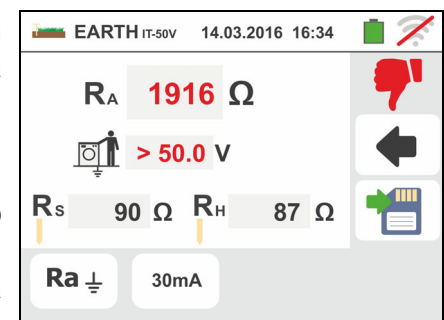 EARTH IT-50V 14.03.2016 16:34
RA 1916 Ω
> 50.0 V
RS 90 Ω RH 87 Ω
Ra 30mA